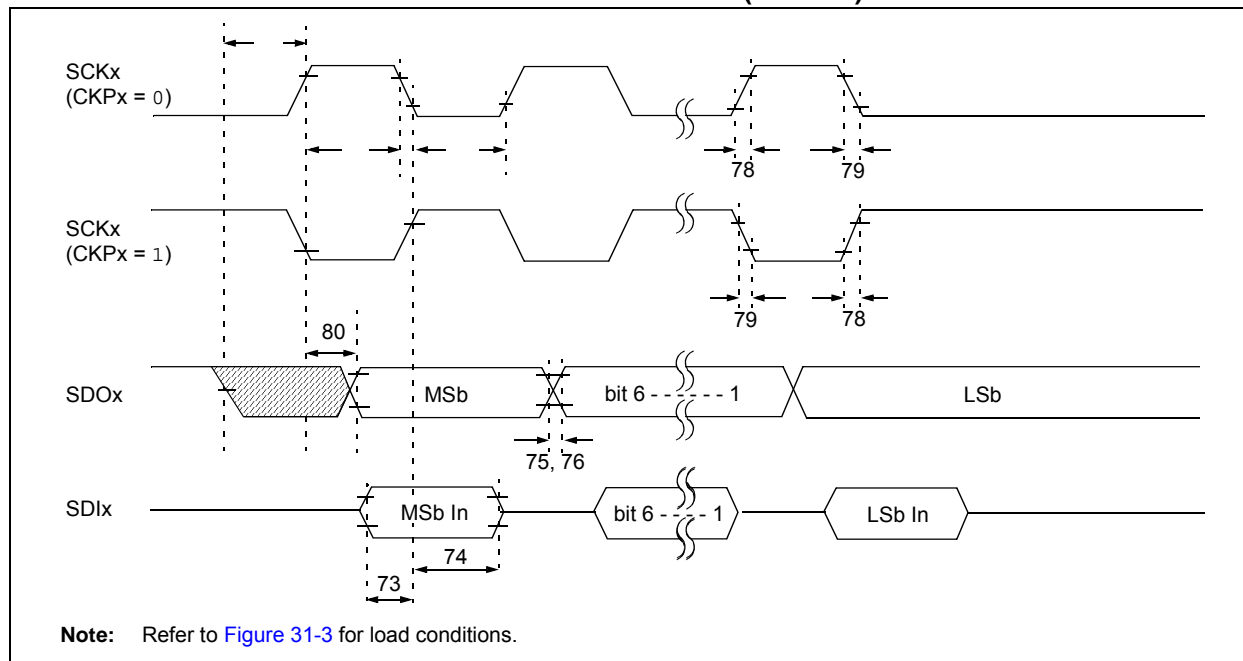 SCKx
(CKPx = 0)
78
79
SCKx
(CKPx = 1)
79
78
80
SDOx
MSb
bit 6 - - - - - - 1
LSb
75, 76
SDIx
MSb In
bit 6 - - - - - 1
LSb In
74
73
Note: Refer to Figure 31-3 for load conditions.